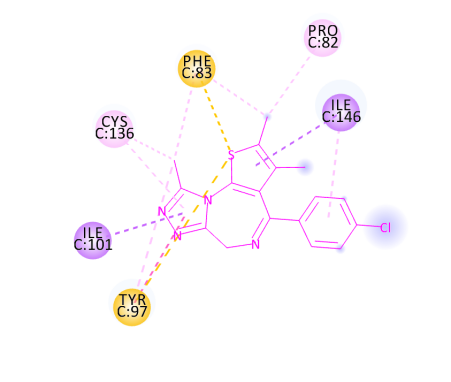 PRO
C:82
PHE
C:83
ILE
C:146
CYS
C:136
S
N
N
N
N
Cl
ILE
C:101
TYR
C:97